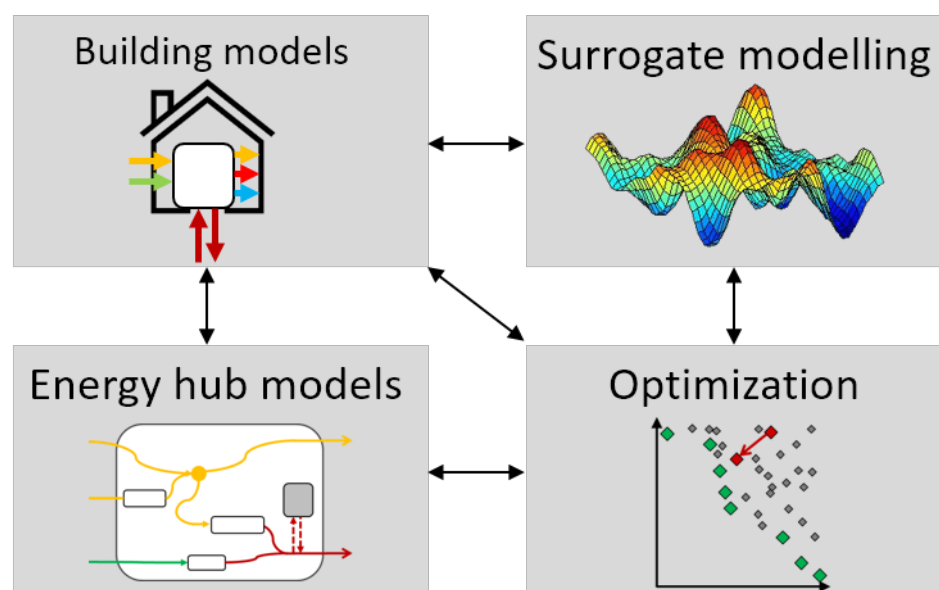 Building models
Surrogate modelling
Energy hub models
Optimization